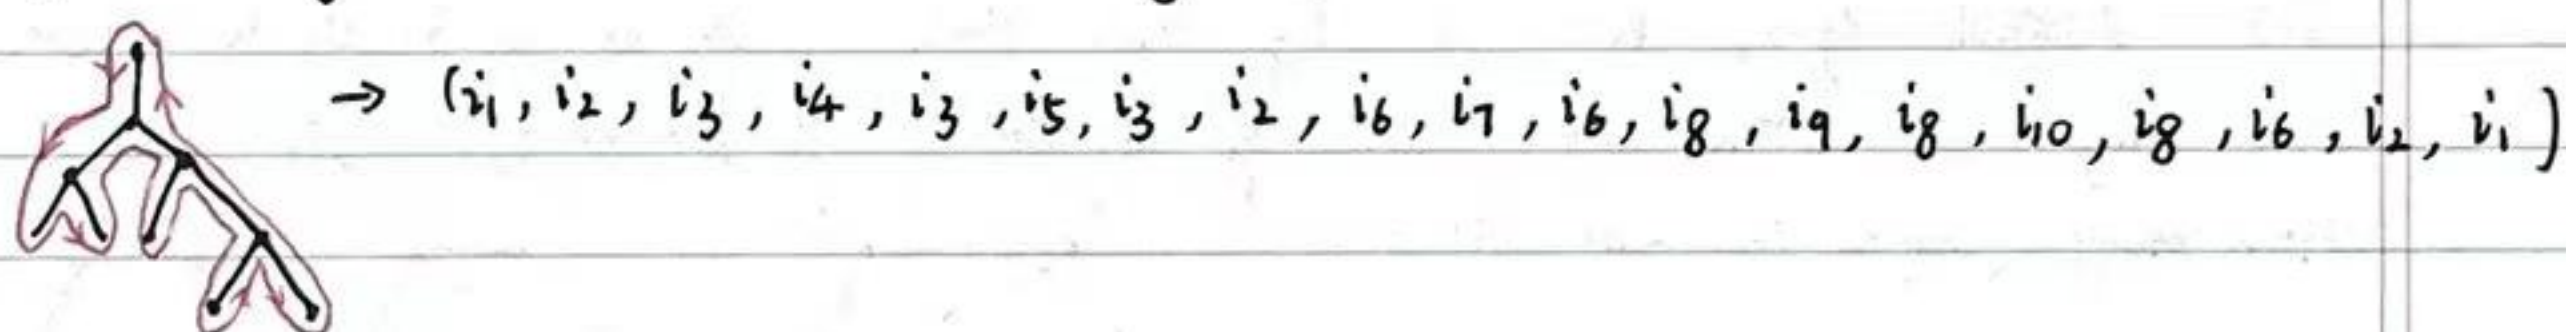 → (i₁, i₂, i₃, i₄, i₃, i₅, i₃, i₂, i₆, i₇, i₆, i₈, i₉, i₈, i₁₀, i₈, i₆, i₂, i₁)